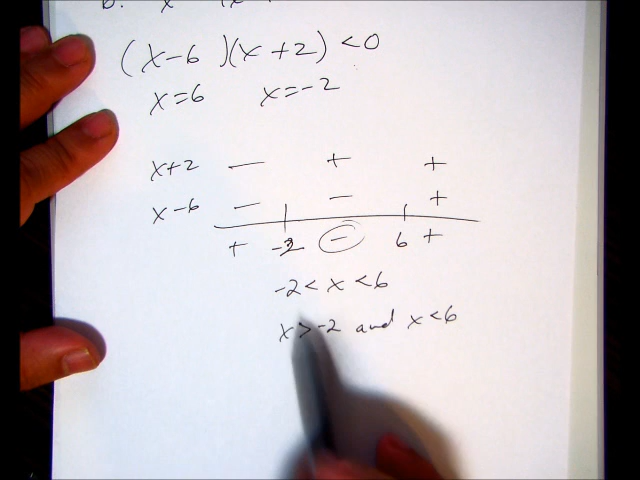 (x-6)(x+2)<0
x=6 x=-2
x+2 - + +
x-6 - - +
+ -2 - 6 +
-2<x<6
x>-2 and x<6